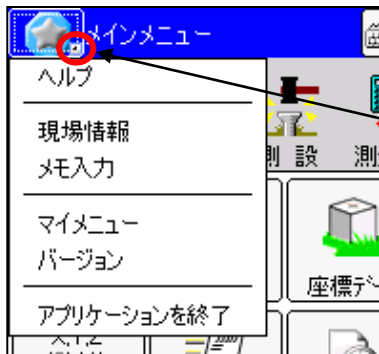 メインメニュー
ヘルプ
現場情報
メモ入力
マイメニュー
バージョン
アプリケーションを終了
測 設
測
座標デー
X,Y,Z